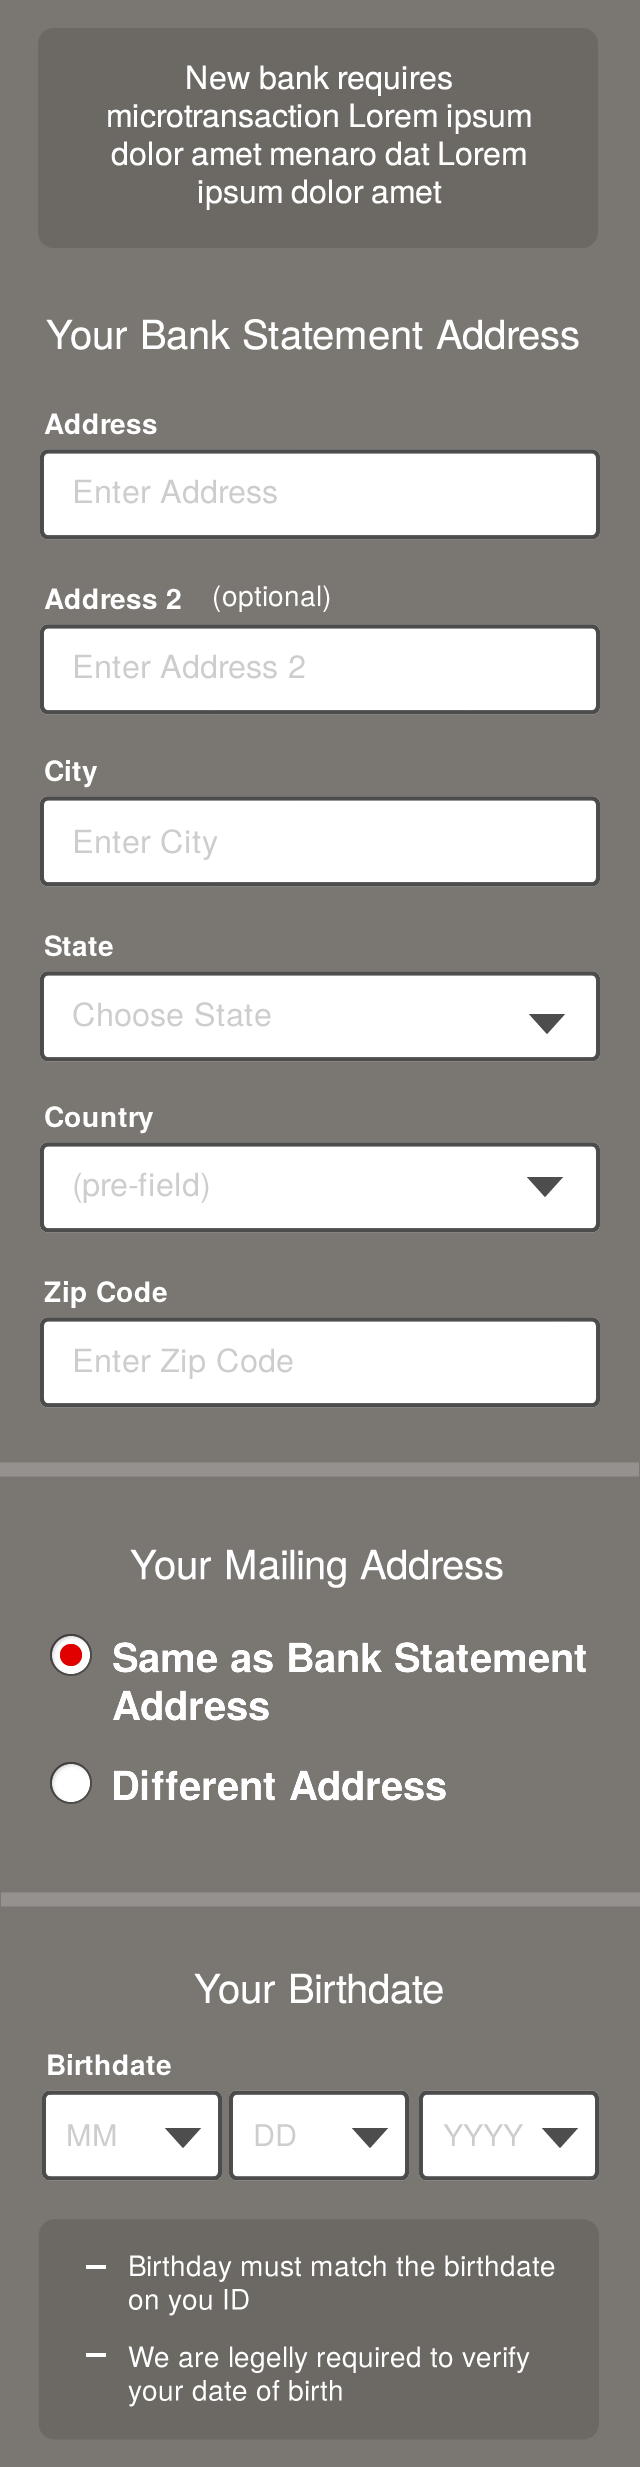 New bank requires
microtransaction Lorem ipsum
dolor amet menaro dat Lorem
ipsum dolor amet
Your Bank Statement Address
Address
Enter Address
Address 2 (optional)
Enter Address 2
City
Enter City
State
Choose State
Country
(pre-field)
Zip Code
Enter Zip Code
Your Mailing Address
Same as Bank Statement
Address
Different Address
Your Birthdate
Birthdate
MM DD YYYY
– Birthday must match the birthdate
on you ID
– We are legelly required to verify
your date of birth